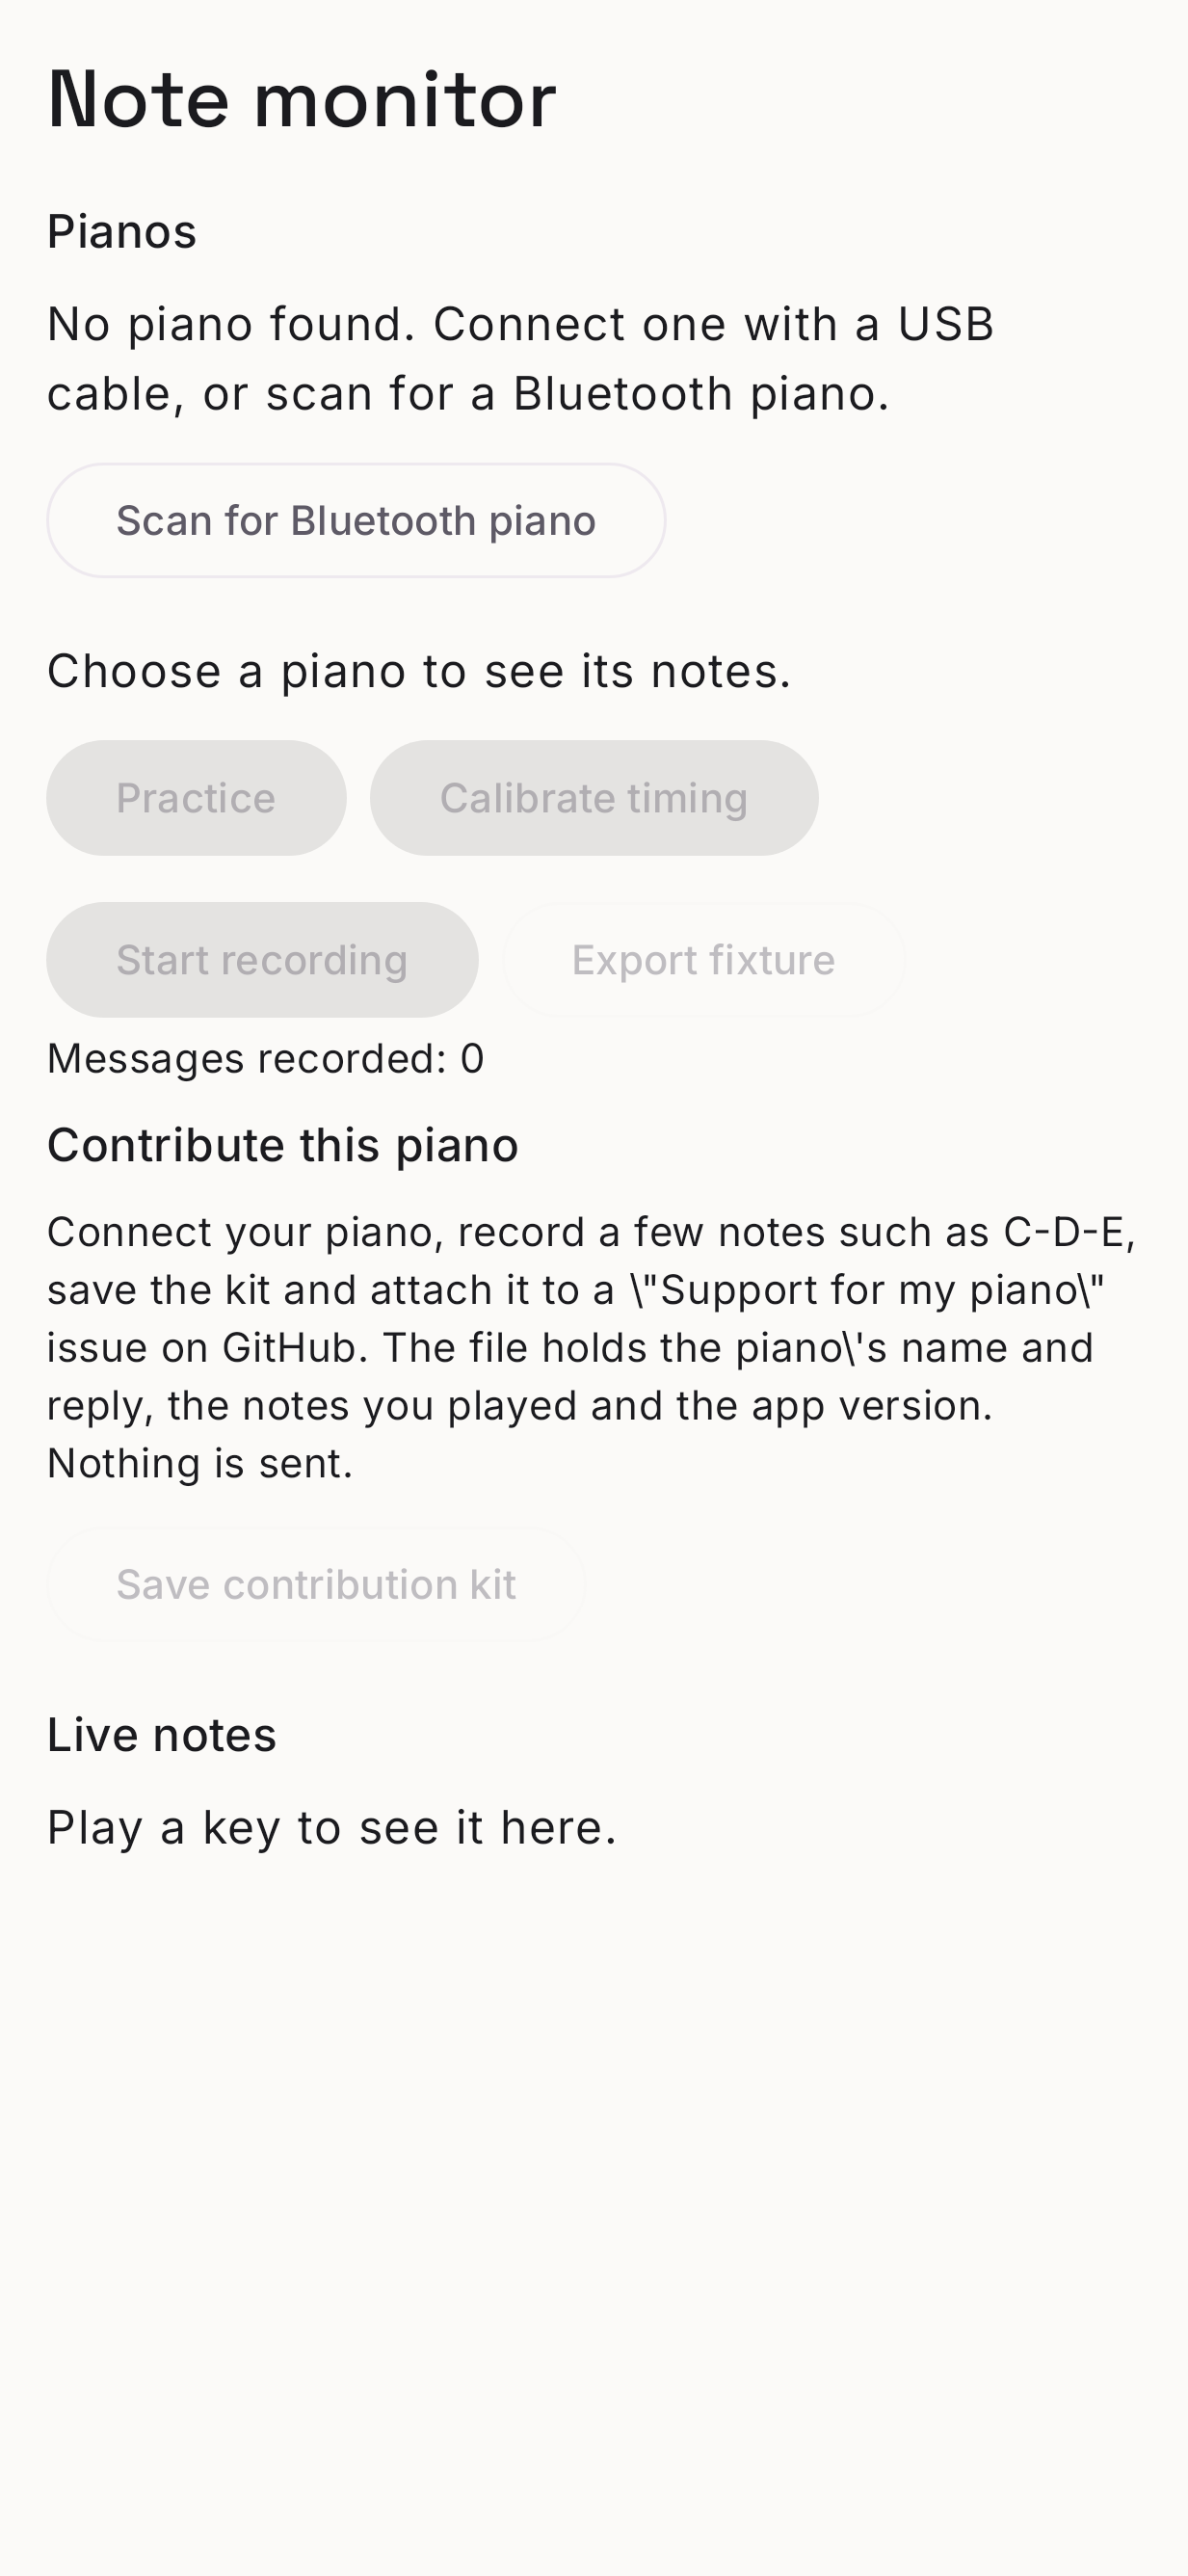 Note monitor
Pianos
No piano found. Connect one with a USB
cable, or scan for a Bluetooth piano.
Scan for Bluetooth piano
Choose a piano to see its notes.
Practice
Calibrate timing
Start recording
Export fixture
Messages recorded: 0
Contribute this piano
Connect your piano, record a few notes such as C-D-E,
save the kit and attach it to a \"Support for my piano\"
issue on GitHub. The file holds the piano\'s name and
reply, the notes you played and the app version.
Nothing is sent.
Save contribution kit
Live notes
Play a key to see it here.